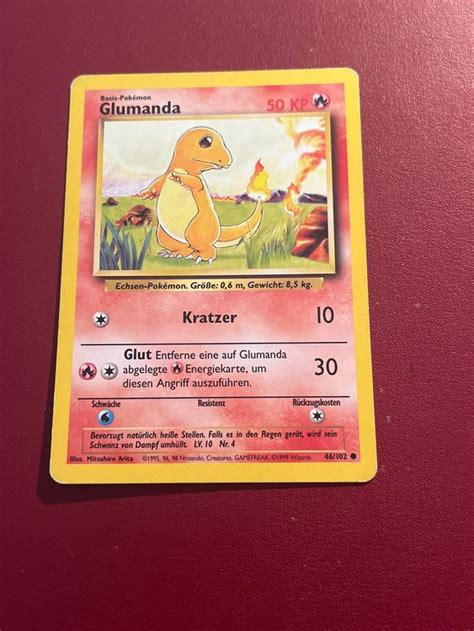 Basis-Pokémon
Glumanda 50 KP
Echsen-Pokémon. Größe: 0,6 m, Gewicht: 8,5 kg.
Kratzer 10
Glut Entferne eine auf Glumanda
abgelegte Energiekarte, um
diesen Angriff auszuführen.
30
Schwäche Resistenz Rückzugskosten
Bevorzugt natürlich heiße Stellen. Falls es in den Regen gerät, wird sein
Schwanz von Dampf umhüllt. LV. 10 Nr. 4
Illus. Mitsuhiro Arita ©1995, 96, 98 Nintendo, Creatures, GAMEFREAK. ©1999 Wizards. 46/102